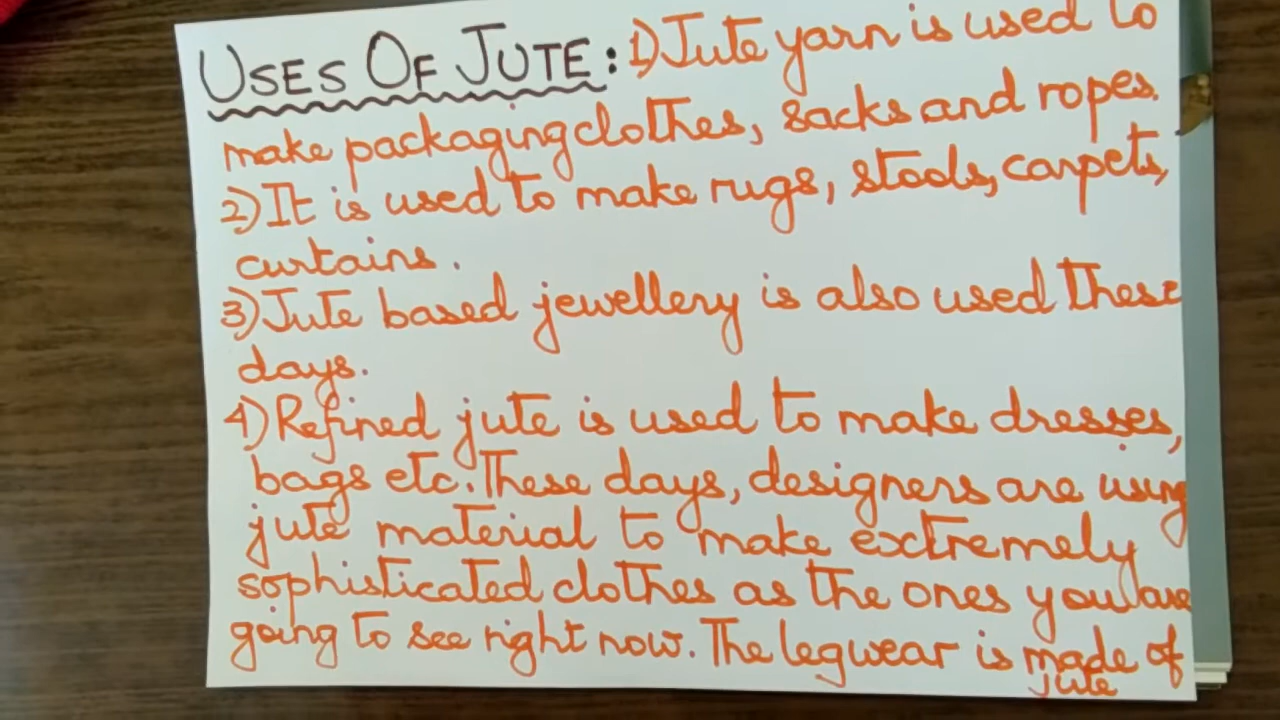 USES OF JUTE: 1) Jute yarn is used to
make packaging clothes, sacks and ropes.
2) It is used to make rugs, stools, carpets,
curtains.
3) Jute based jewellery is also used these
days.
4) Refined jute is used to make dresses,
bags etc. These days, designers are using
jute material to make extremely
sophisticated clothes as the ones you are
going to see right now. The legwear is made of
jute